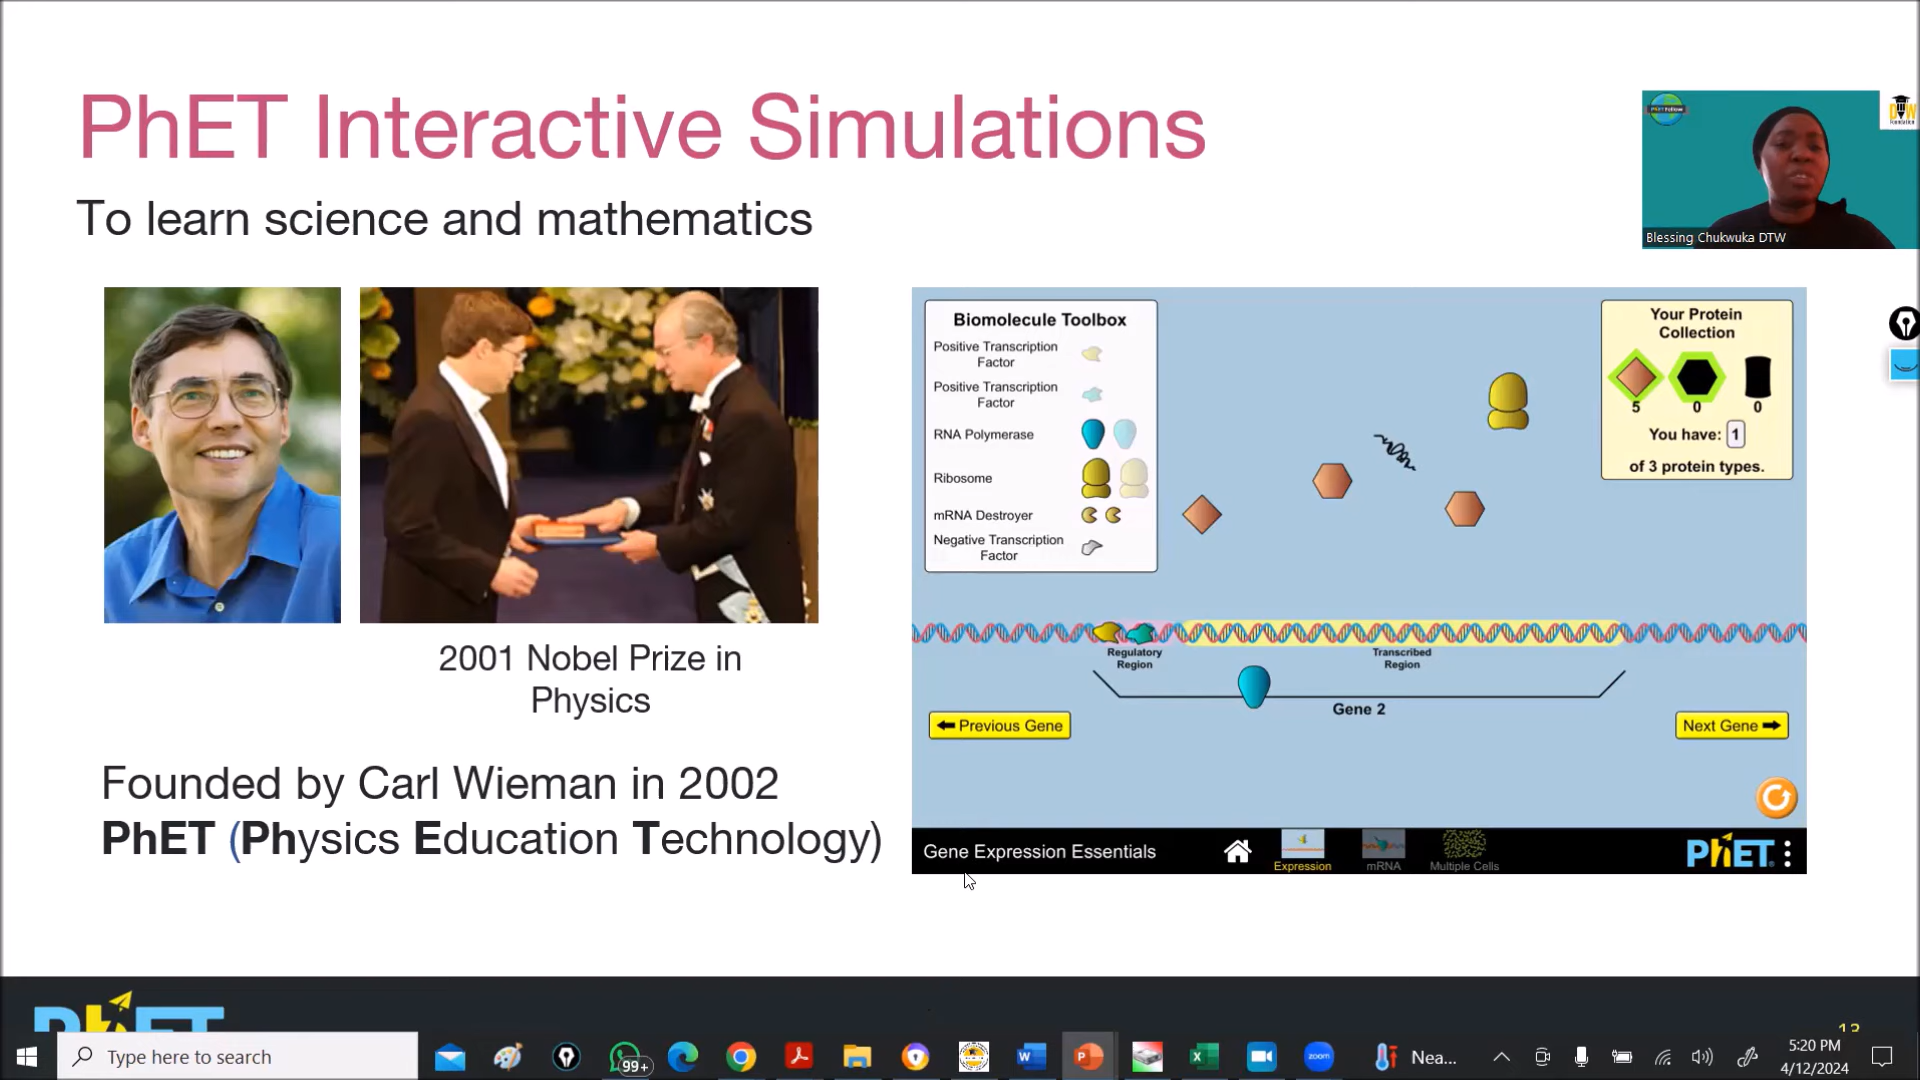 PhET Interactive Simulations
To learn science and mathematics
Blessing Chukwuka DTW
2001 Nobel Prize in
Physics
Founded by Carl Wieman in 2002
PhET (Physics Education Technology)
Biomolecule Toolbox
Positive Transcription
Factor
Positive Transcription
Factor
RNA Polymerase
Ribosome
mRNA Destroyer
Negative Transcription
Factor
Your Protein
Collection
5 0 0
You have: 1
of 3 protein types.
Regulatory
Region
Transcribed
Region
Gene 2
Previous Gene
Next Gene
Gene Expression Essentials
Expression
mRNA
Multiple Cells
PhET
PhET
13
Type here to search
99+
zoom
Nea...
5:20 PM
4/12/2024